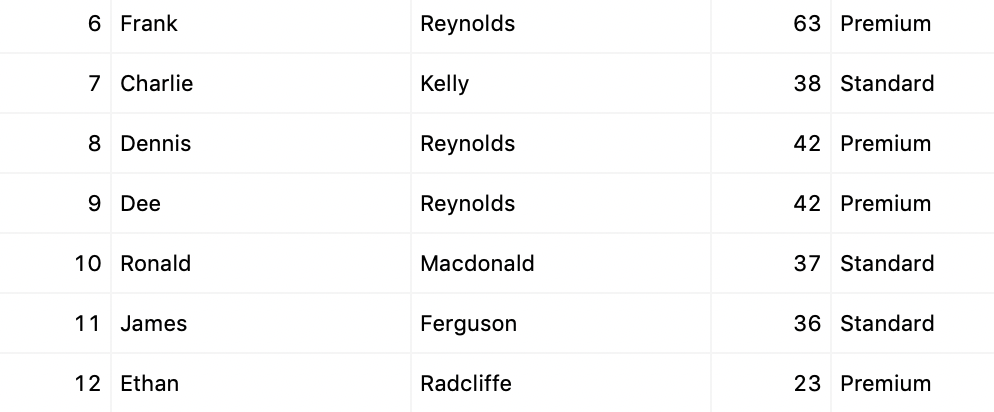 6 Frank Reynolds 63 Premium
7 Charlie Kelly 38 Standard
8 Dennis Reynolds 42 Premium
9 Dee Reynolds 42 Premium
10 Ronald Macdonald 37 Standard
11 James Ferguson 36 Standard
12 Ethan Radcliffe 23 Premium